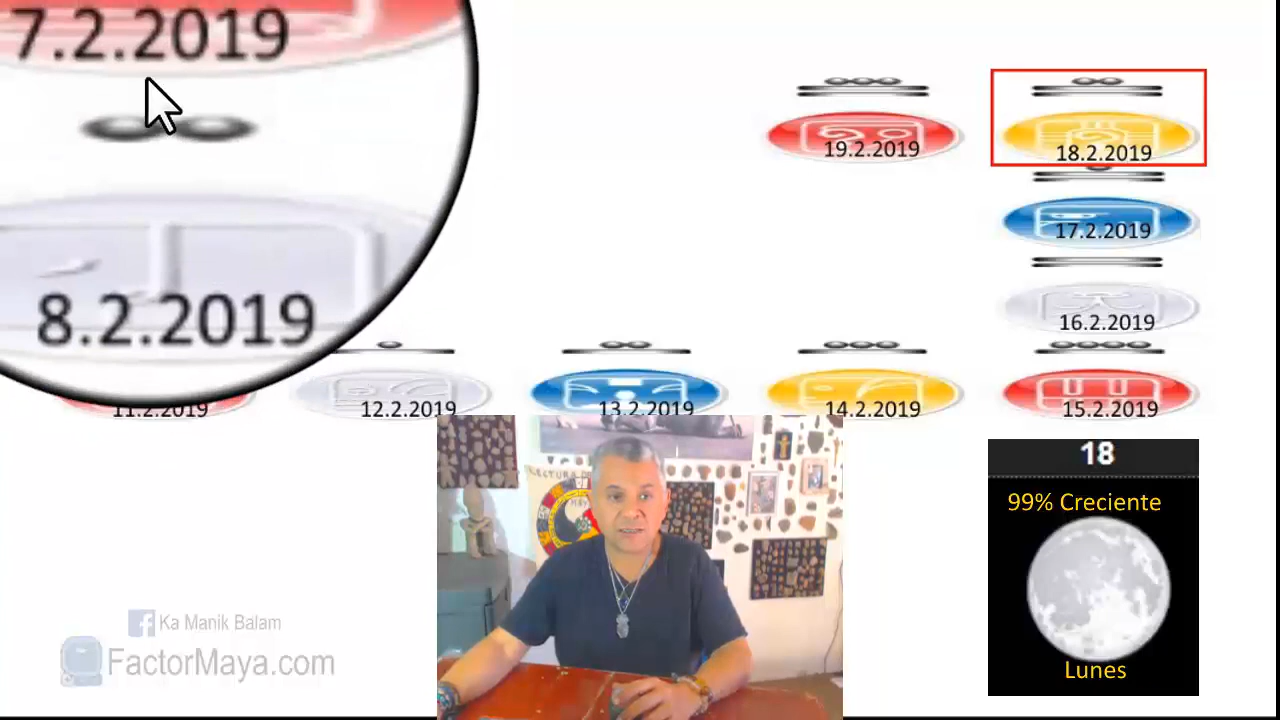 7.2.2019
8.2.2019
19.2.2019
18.2.2019
17.2.2019
16.2.2019
11.2.2019
12.2.2019
13.2.2019
14.2.2019
15.2.2019
LECTURA DE
18
99% Creciente
Lunes
Ka Manik Balam
FactorMaya.com